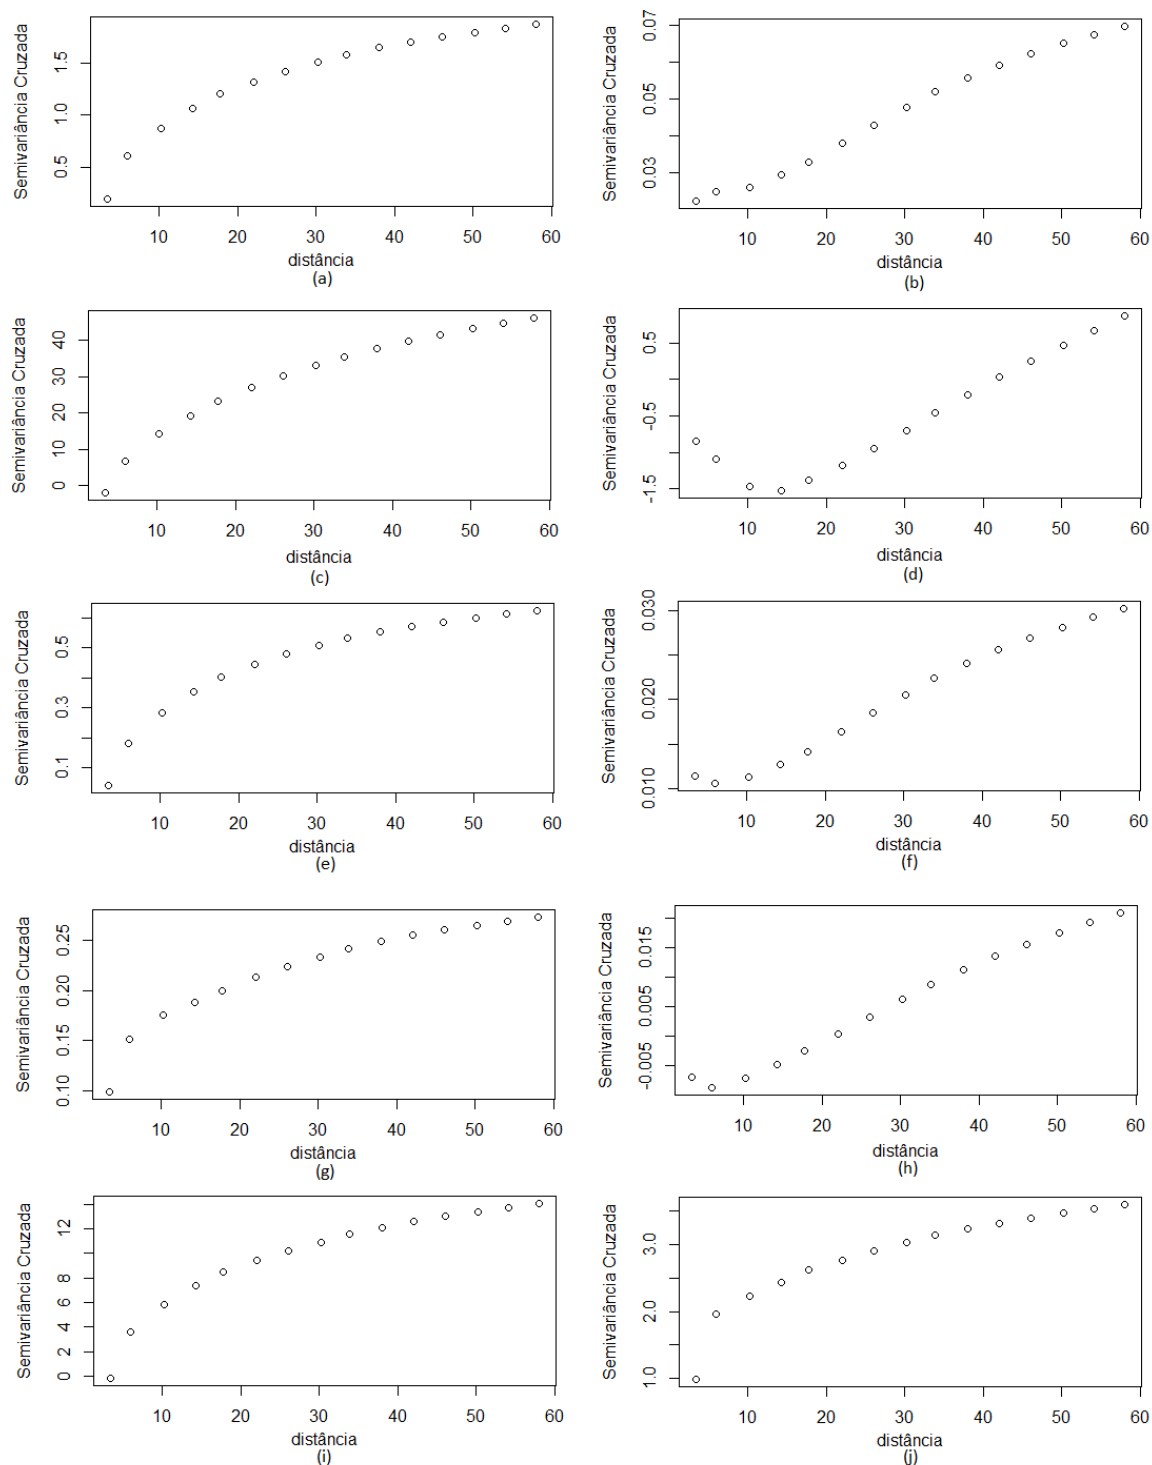 Semivariância Cruzada
0.5 1.0 1.5
10 20 30 40 50 60
distância
(a)
Semivariância Cruzada
0.03 0.05 0.07
10 20 30 40 50 60
distância
(b)
Semivariância Cruzada
0 10 20 30 40
10 20 30 40 50 60
distância
(c)
Semivariância Cruzada
-1.5 -0.5 0.5
10 20 30 40 50 60
distância
(d)
Semivariância Cruzada
0.1 0.3 0.5
10 20 30 40 50 60
distância
(e)
Semivariância Cruzada
0.010 0.020 0.030
10 20 30 40 50 60
distância
(f)
Semivariância Cruzada
0.10 0.15 0.20 0.25
10 20 30 40 50 60
distância
(g)
Semivariância Cruzada
-0.005 0.005 0.015
10 20 30 40 50 60
distância
(h)
Semivariância Cruzada
0 2 4 6 8 12
10 20 30 40 50 60
distância
(i)
Semivariância Cruzada
1.0 2.0 3.0
10 20 30 40 50 60
distância
(j)